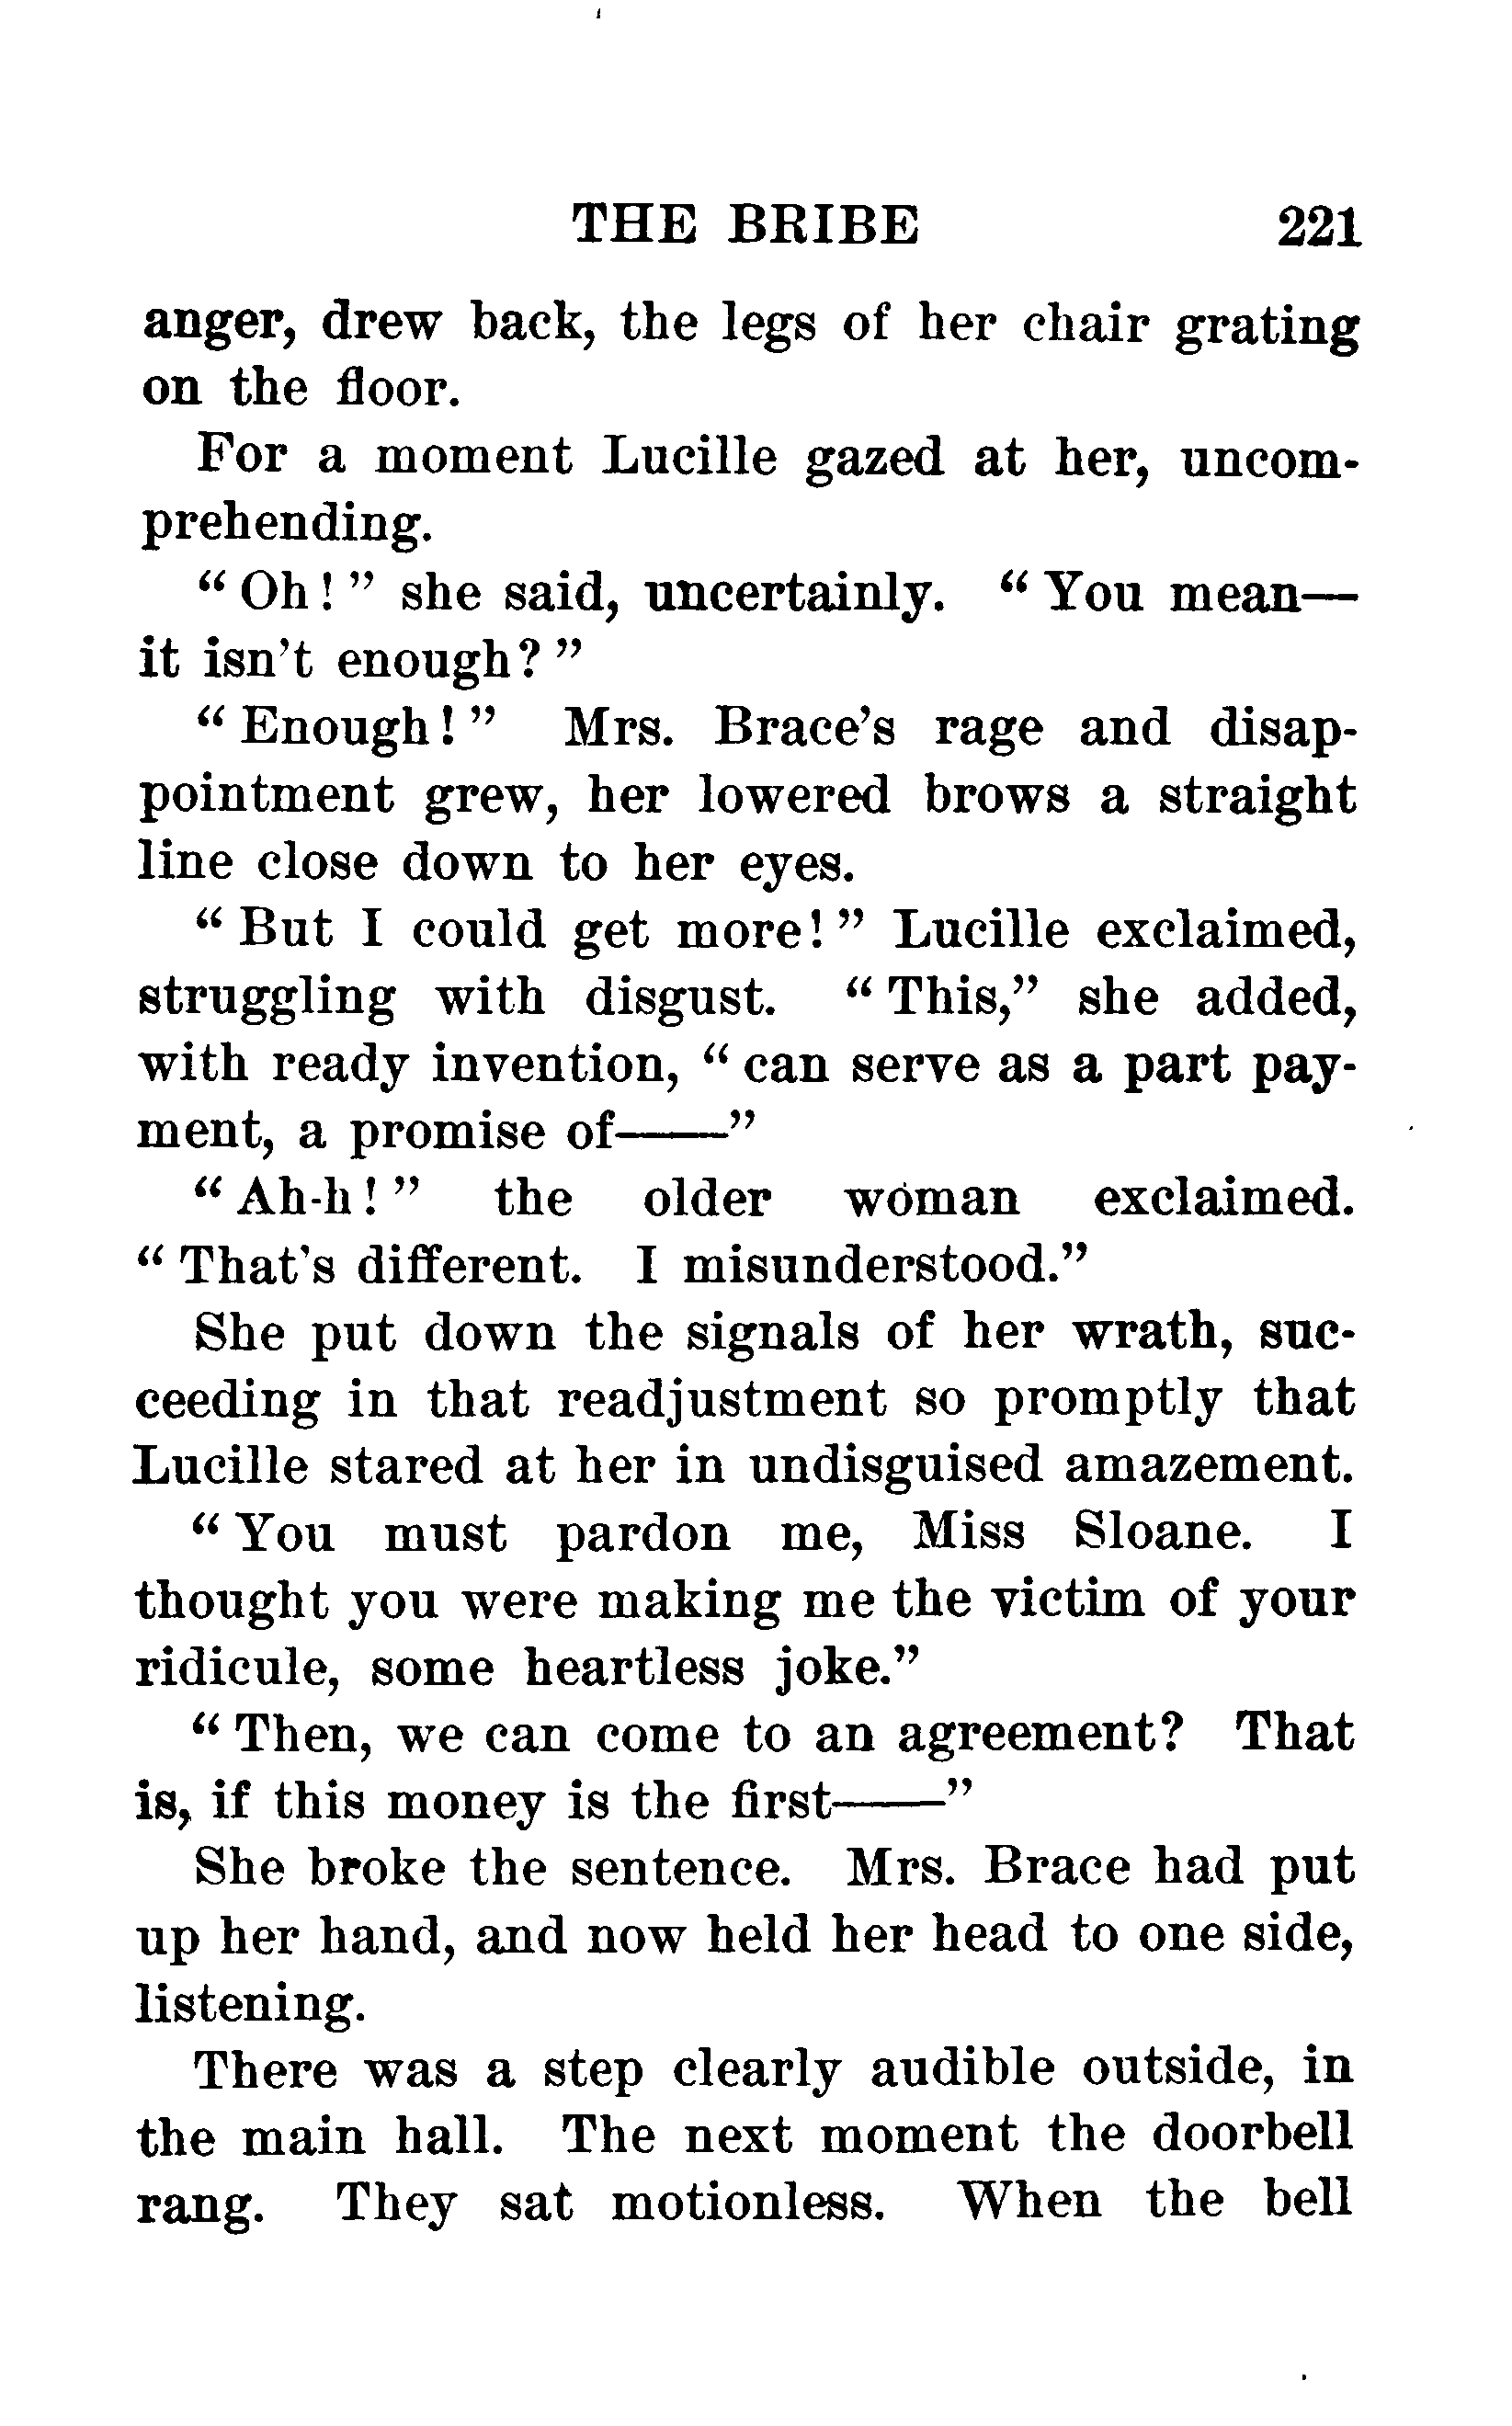 THE BRIBE 221
anger, drew back, the legs of her chair grating
on the floor.
For a moment Lucille gazed at her, uncom-
prehending.
“ Oh! ” she said, uncertainly. “ You mean—
it isn’t enough? ”
“ Enough! ” Mrs. Brace’s rage and disap-
pointment grew, her lowered brows a straight
line close down to her eyes.
“ But I could get more! ” Lucille exclaimed,
struggling with disgust. “ This,” she added,
with ready invention, “ can serve as a part pay-
ment, a promise of——”
“ Ah-h! ” the older woman exclaimed.
“ That’s different. I misunderstood.”
She put down the signals of her wrath, suc-
ceeding in that readjustment so promptly that
Lucille stared at her in undisguised amazement.
“ You must pardon me, Miss Sloane. I
thought you were making me the victim of your
ridicule, some heartless joke.”
“ Then, we can come to an agreement? That
is, if this money is the first——”
She broke the sentence. Mrs. Brace had put
up her hand, and now held her head to one side,
listening.
There was a step clearly audible outside, in
the main hall. The next moment the doorbell
rang. They sat motionless. When the bell